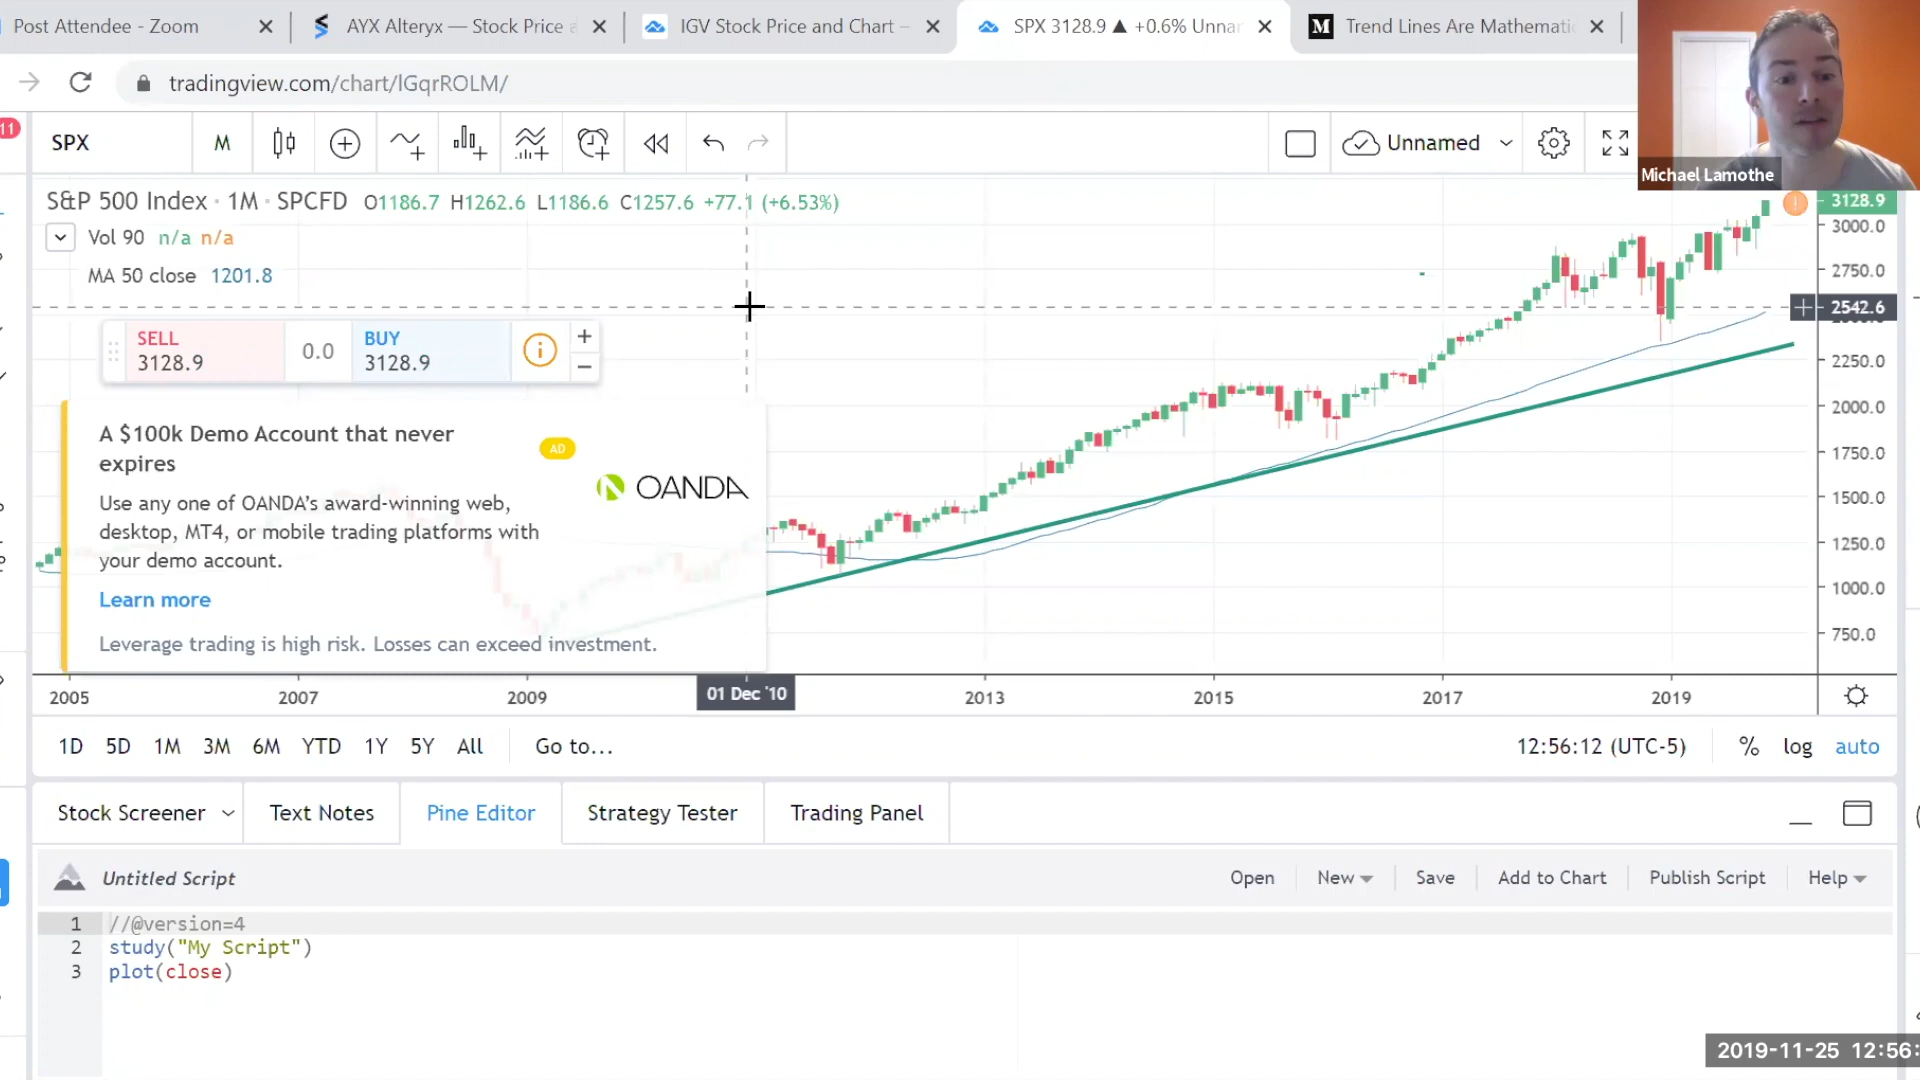 Post Attendee - Zoom
AYX Alteryx — Stock Price a
IGV Stock Price and Chart –
SPX 3128.9 ▲ +0.6% Unnar
M Trend Lines Are Mathemati
tradingview.com/chart/lGqrROLM/
11
SPX
M
Unnamed
Michael Lamothe
S&P 500 Index · 1M · SPCFD O1186.7 H1262.6 L1186.6 C1257.6 +77.1 (+6.53%)
Vol 90 n/a n/a
MA 50 close 1201.8
SELL
3128.9
0.0
BUY
3128.9
A $100k Demo Account that never
expires
AD
OANDA
Use any one of OANDA's award-winning web,
desktop, MT4, or mobile trading platforms with
your demo account.
Learn more
Leverage trading is high risk. Losses can exceed investment.
3128.9
3000.0
2750.0
2542.6
2250.0
2000.0
1750.0
1500.0
1250.0
1000.0
750.0
2005
2007
2009
01 Dec '10
2013
2015
2017
2019
1D 5D 1M 3M 6M YTD 1Y 5Y All Go to...
12:56:12 (UTC-5) % log auto
Stock Screener Text Notes Pine Editor Strategy Tester Trading Panel
Untitled Script
Open New Save Add to Chart Publish Script Help
1 //@version=4
2 study("My Script")
3 plot(close)
2019-11-25 12:56: